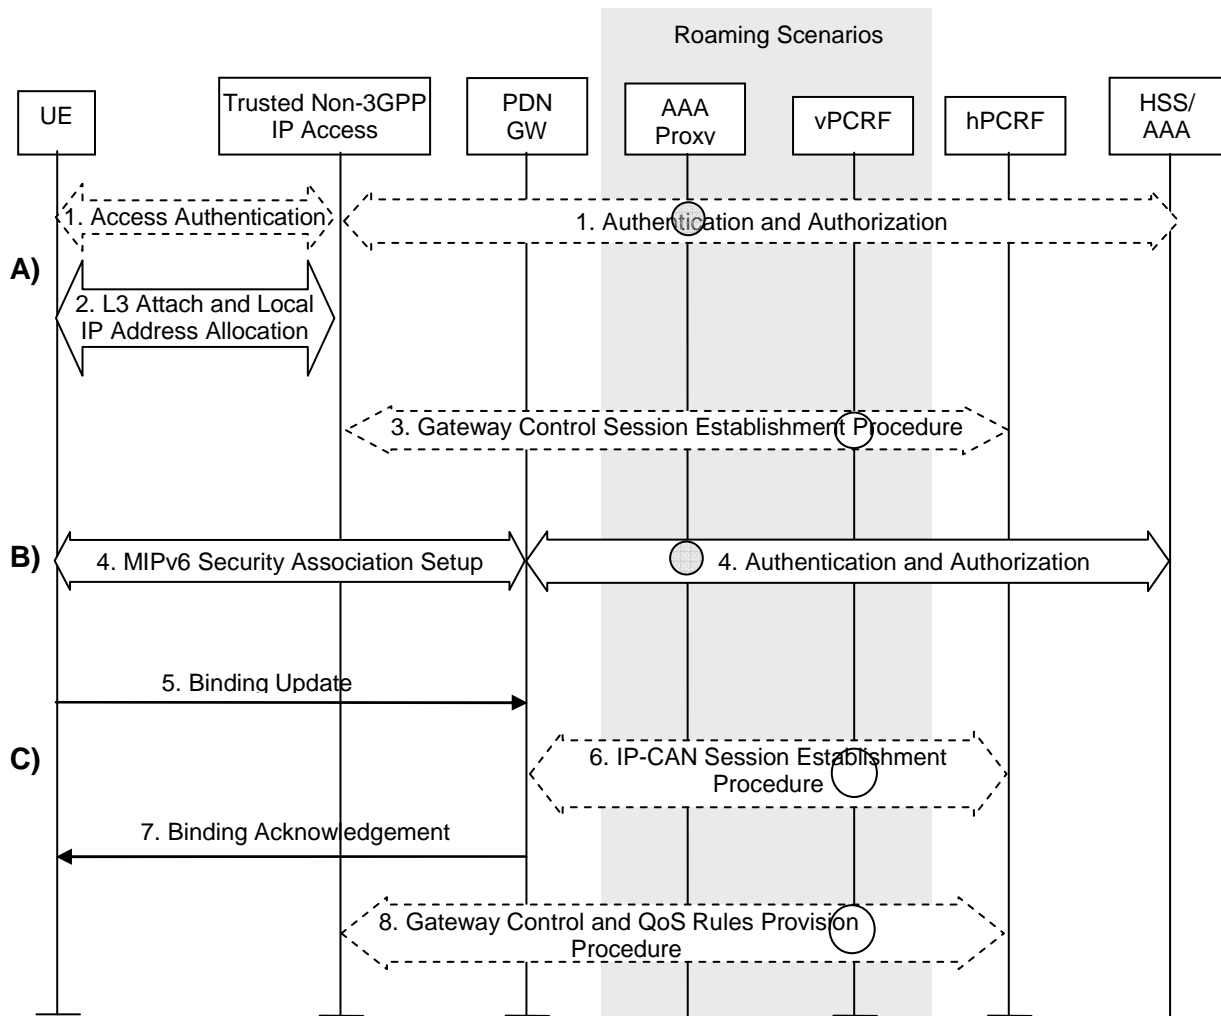 Roaming Scenarios
UE
Trusted Non-3GPP
IP Access
PDN
GW
AAA
Proxy
vPCRF
hPCRF
HSS/
AAA
1. Access Authentication
1. Authentication and Authorization
A)
2. L3 Attach and Local
IP Address Allocation
3. Gateway Control Session Establishment Procedure
B)
4. MIPv6 Security Association Setup
4. Authentication and Authorization
5. Binding Update
C)
6. IP-CAN Session Establishment
Procedure
7. Binding Acknowledgement
8. Gateway Control and QoS Rules Provision
Procedure